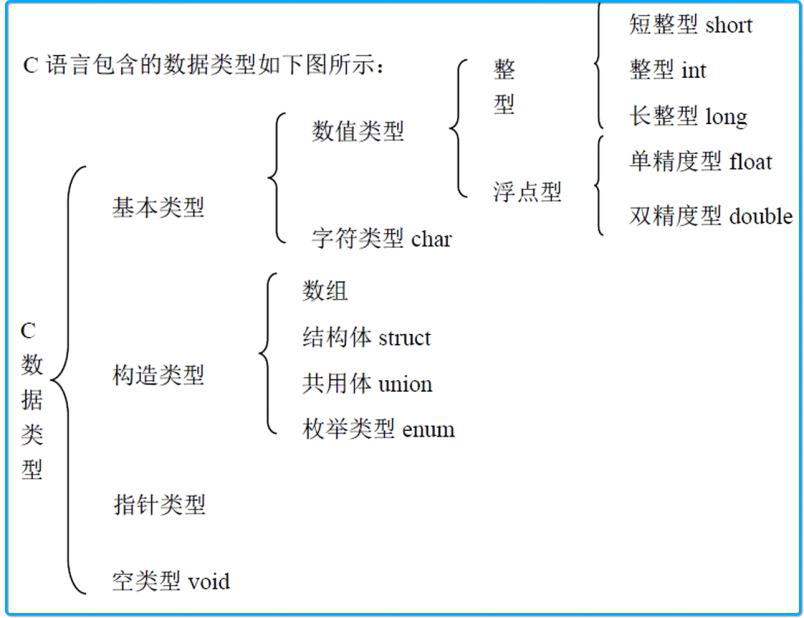 C 语言包含的数据类型如下图所示：
短整型 short
整
型
整型 int
长整型 long
数值类型
浮点型
单精度型 float
双精度型 double
基本类型
字符类型 char
C
数
据
类
型
数组
结构体 struct
构造类型
共用体 union
枚举类型 enum
指针类型
空类型 void